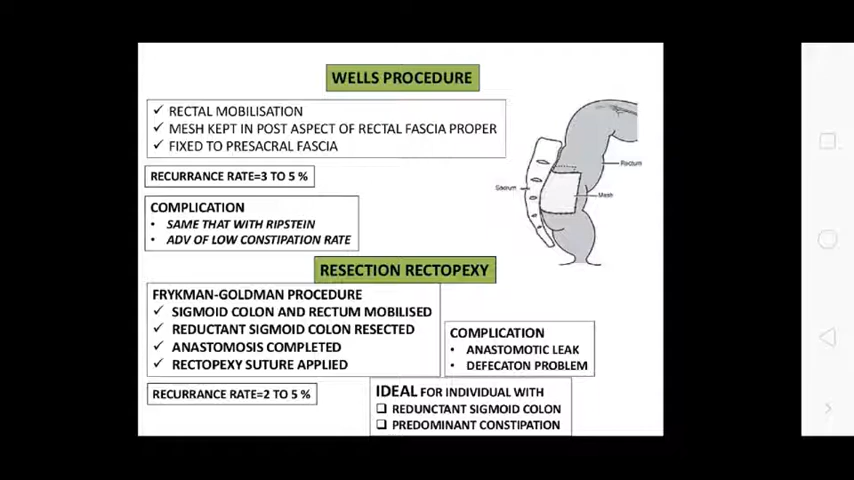 WELLS PROCEDURE
✓ RECTAL MOBILISATION
✓ MESH KEPT IN POST ASPECT OF RECTAL FASCIA PROPER
✓ FIXED TO PRESACRAL FASCIA
RECURRANCE RATE=3 TO 5 %
COMPLICATION
• SAME THAT WITH RIPSTEIN
• ADV OF LOW CONSTIPATION RATE
Rectum
Sacrum
Mesh
RESECTION RECTOPEXY
FRYKMAN-GOLDMAN PROCEDURE
✓ SIGMOID COLON AND RECTUM MOBILISED
✓ REDUCTANT SIGMOID COLON RESECTED
✓ ANASTOMOSIS COMPLETED
✓ RECTOPEXY SUTURE APPLIED
COMPLICATION
• ANASTOMOTIC LEAK
• DEFECATON PROBLEM
RECURRANCE RATE=2 TO 5 %
IDEAL FOR INDIVIDUAL WITH
❑ REDUNCTANT SIGMOID COLON
❑ PREDOMINANT CONSTIPATION